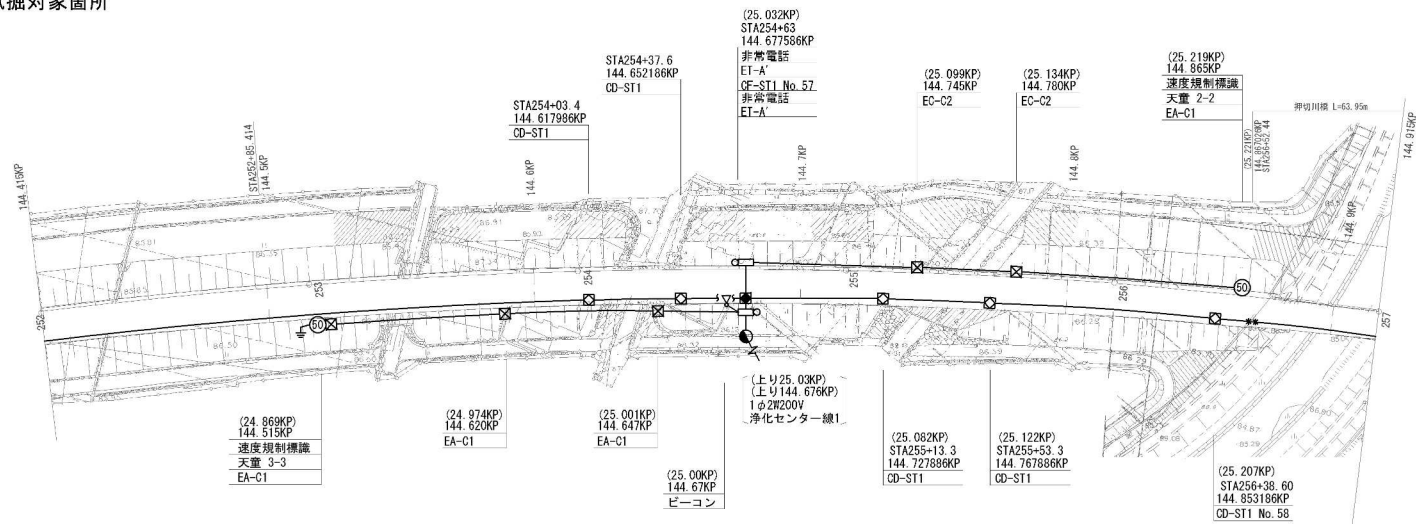 試掘対象箇所
(25.032KP)
STA254+63
144.677586KP
非常電話
ET-A'
CF-ST1 No.57
非常電話
ET-A'
STA254+37.6
144.652186KP
CD-ST1
STA254+03.4
144.617986KP
CD-ST1
(25.099KP)
144.745KP
EC-C2
(25.134KP)
144.780KP
EC-C2
(25.219KP)
144.865KP
速度規制標識
天童 2-2
EA-C1
押切川橋 L=63.95m
144.915KP
(25.221KP)
144.867026KP
STA256+52.44
144.415KP
STA252+85.414
144.5KP
144.6KP
144.7KP
144.8KP
144.9KP
252
253
254
255
256
257
50
50
(24.869KP)
144.515KP
速度規制標識
天童 3-3
EA-C1
(24.974KP)
144.620KP
EA-C1
(25.001KP)
144.647KP
EA-C1
(25.00KP)
144.67KP
ビーコン
(上り25.03KP)
(上り144.676KP)
1φ2W200V
浄化センター線1
(25.082KP)
STA255+13.3
144.727886KP
CD-ST1
(25.122KP)
STA255+53.3
144.767886KP
CD-ST1
(25.207KP)
STA256+38.60
144.853186KP
CD-ST1 No.58